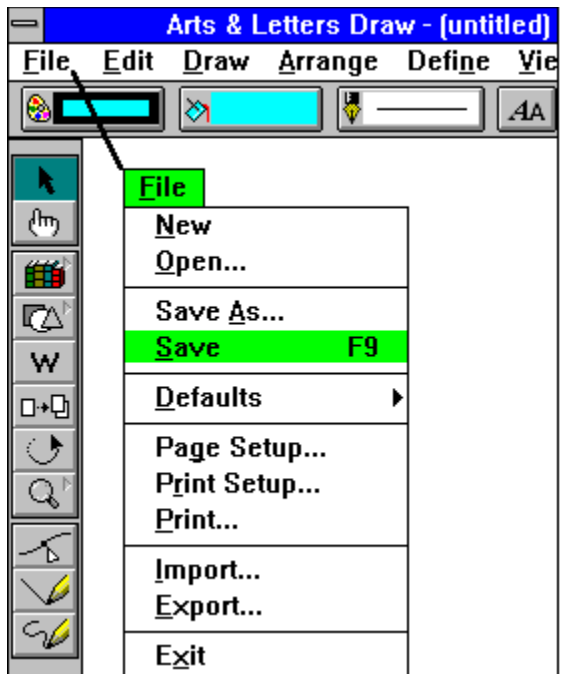 Arts & Letters Draw - (untitled)
File Edit Draw Arrange Define Vie
AA
File
New
Open...
Save As...
Save F9
Defaults
Page Setup...
Print Setup...
Print...
Import...
Export...
Exit
W